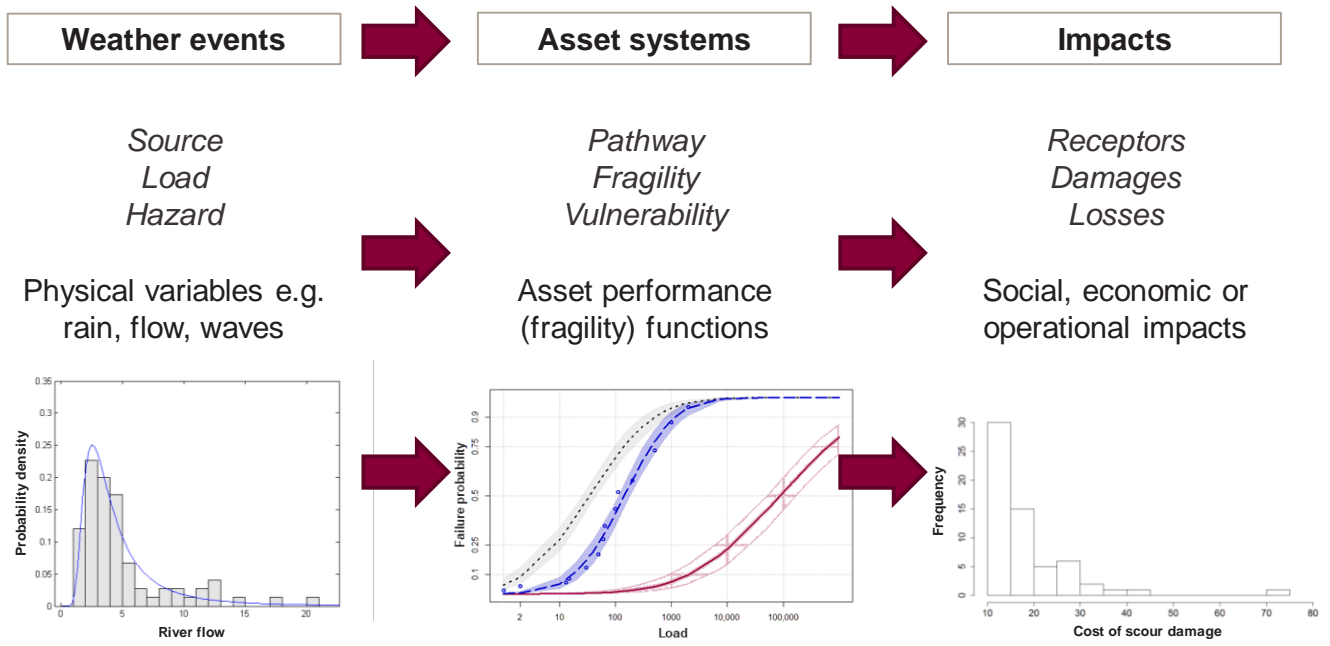 Weather events
Asset systems
Impacts
Source
Load
Hazard
Pathway
Fragility
Vulnerability
Receptors
Damages
Losses
Physical variables e.g.
rain, flow, waves
Asset performance
(fragility) functions
Social, economic or
operational impacts
Probability density
0.35
0.3
0.25
0.2
0.15
0.1
0.05
0
0
5
10
15
20
River flow
Failure probability
0.9
0.75
0.5
0.25
0.1
2
10
100
1000
10,000
100,000
Load
Frequency
30
25
20
15
10
5
0
10
20
30
40
50
60
70
80
Cost of scour damage